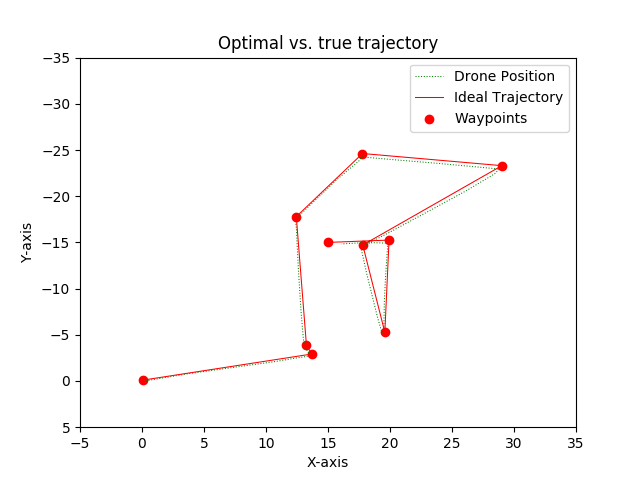 Optimal vs. true trajectory
Drone Position
Ideal Trajectory
Waypoints
−35
−30
−25
−20
−15
−10
−5
0
5
Y-axis
−5 0 5 10 15 20 25 30 35
X-axis